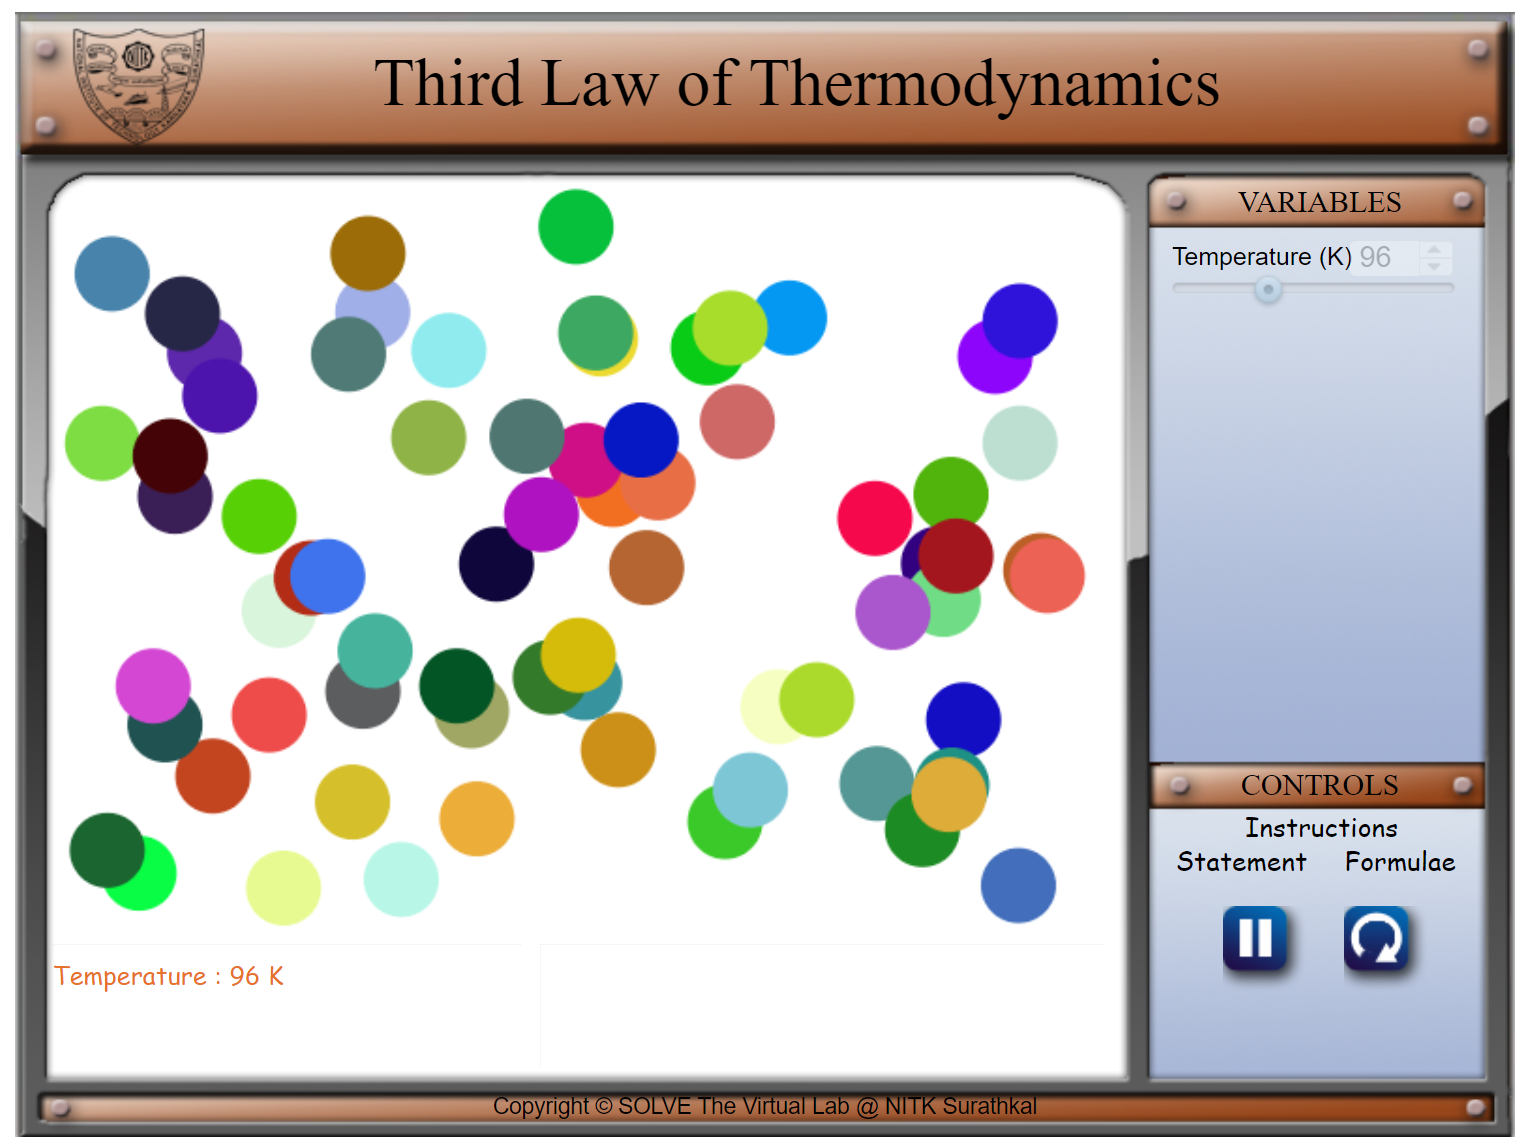 Third Law of Thermodynamics
VARIABLES
Temperature (K) 96
CONTROLS
Instructions
Statement Formulae
Temperature : 96 K
Copyright © SOLVE The Virtual Lab @ NITK Surathkal